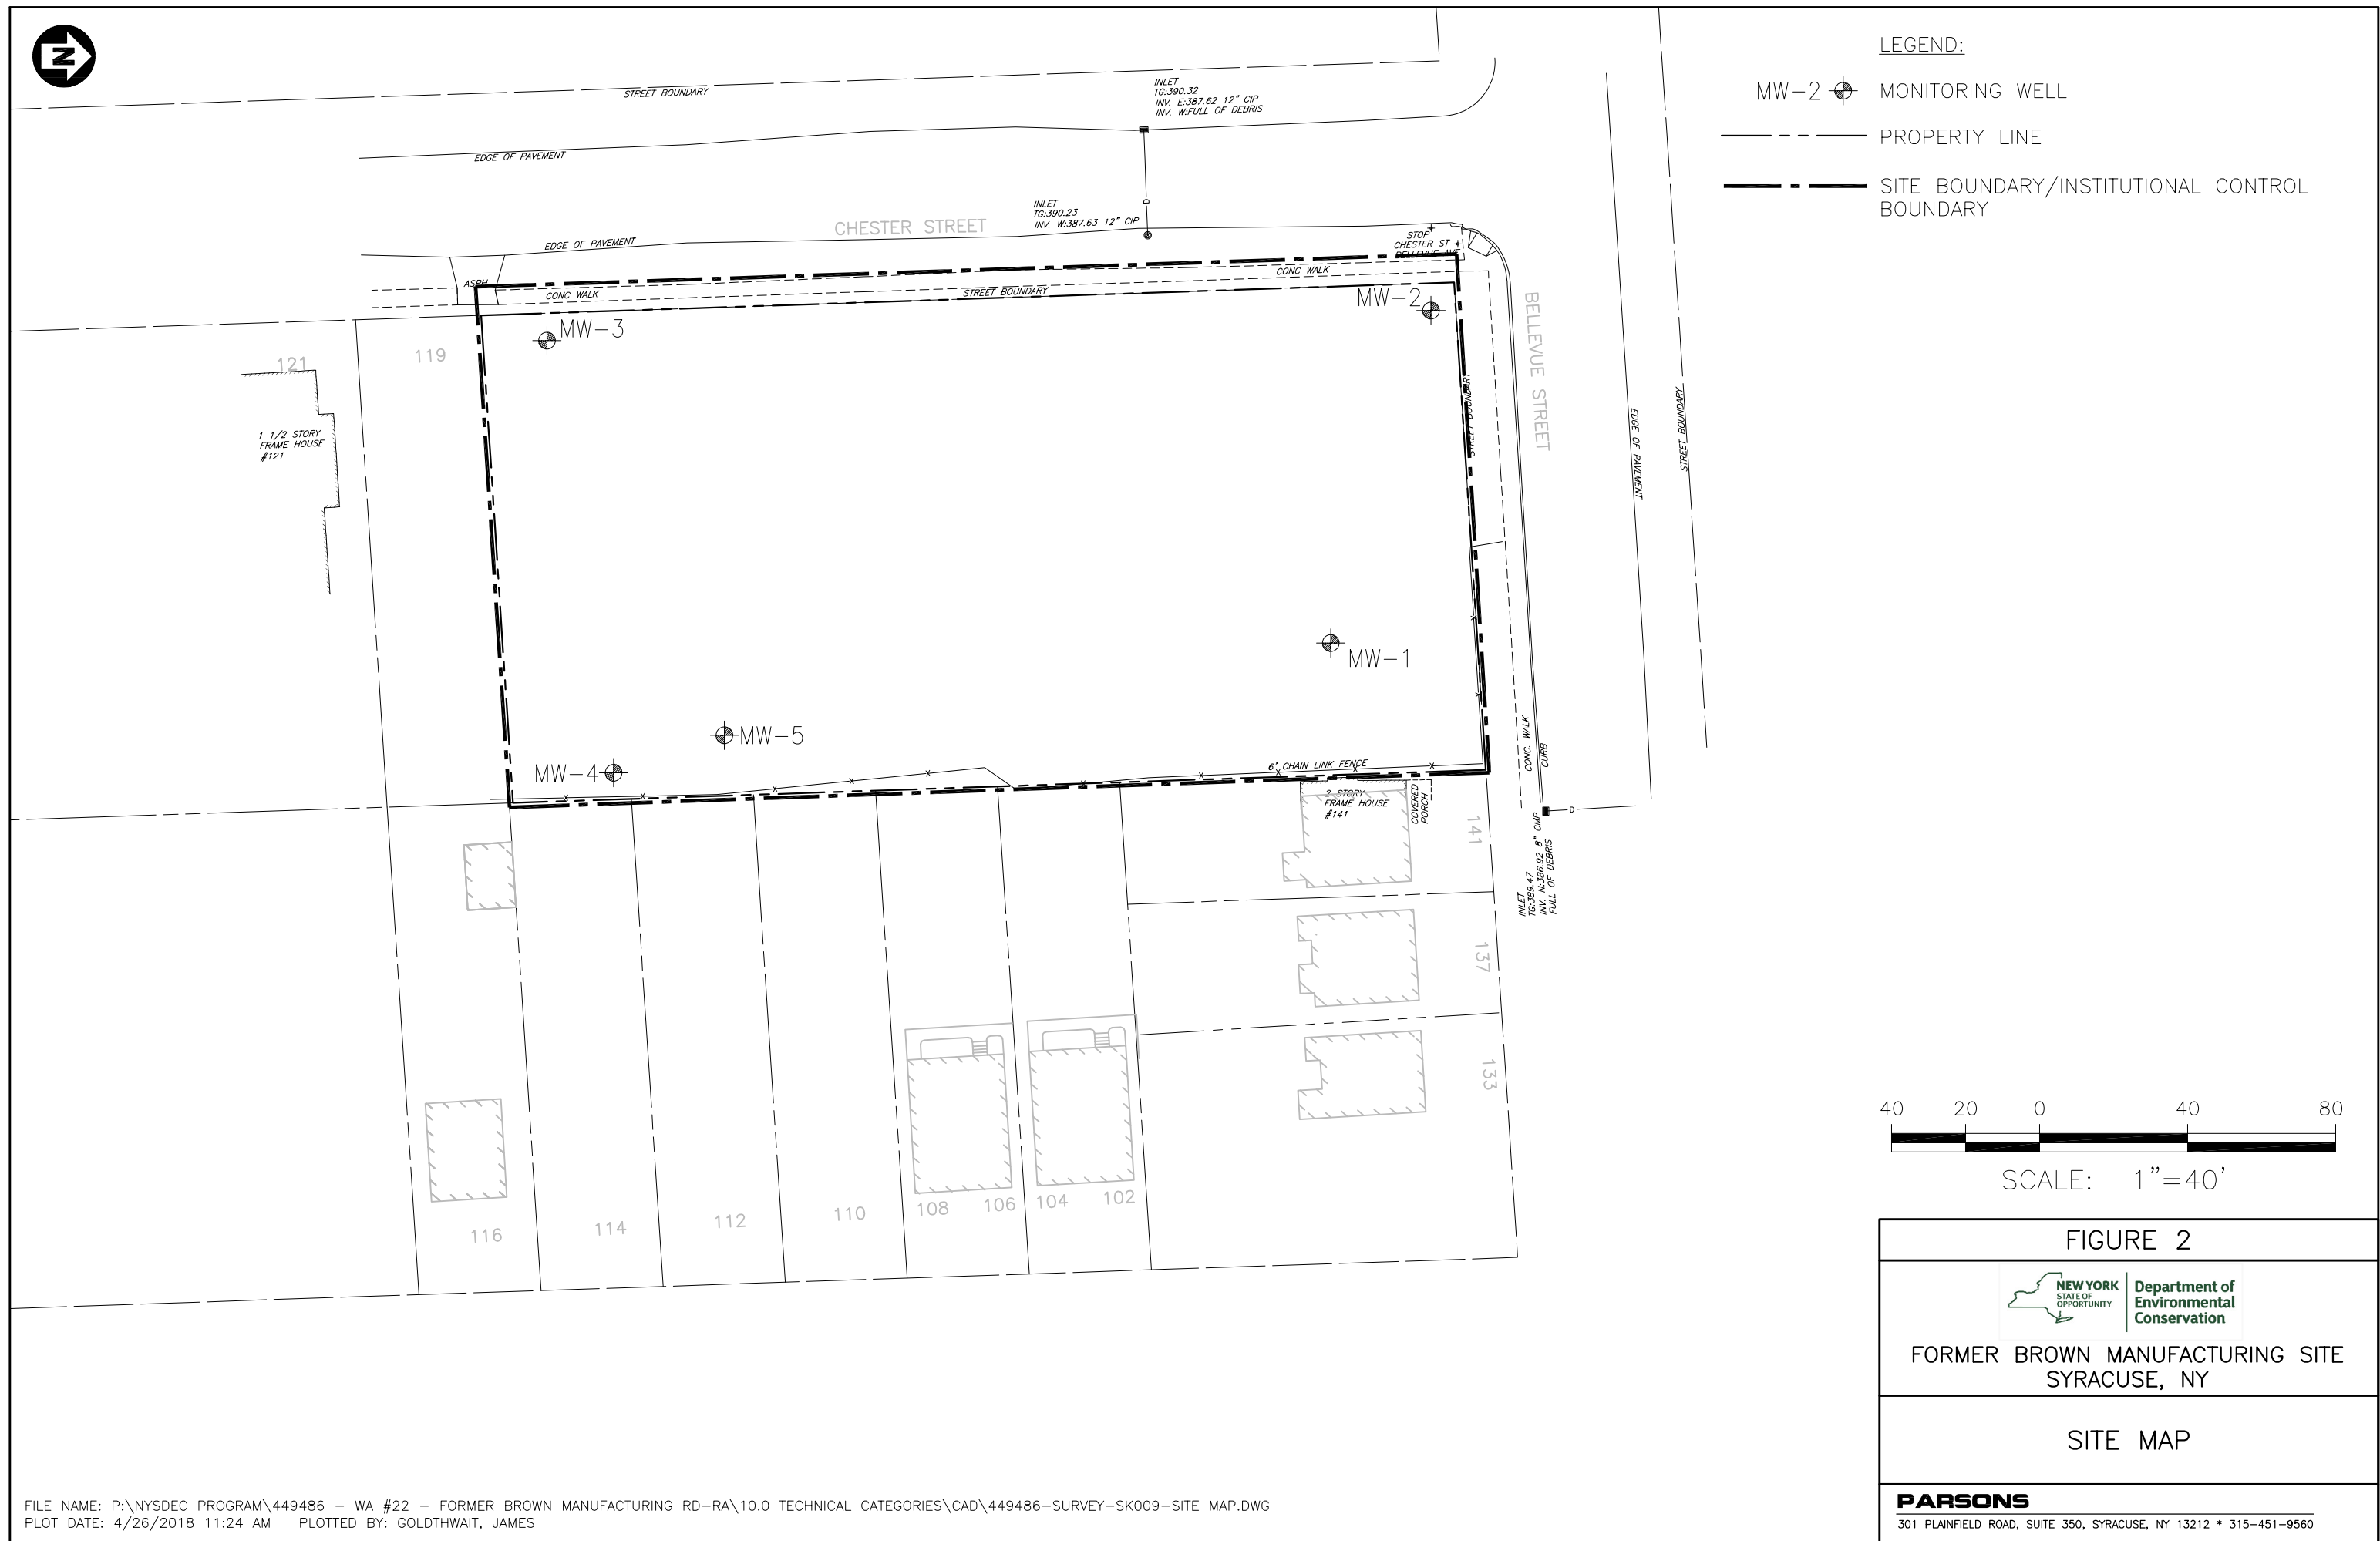 N
LEGEND:
MW-2
MONITORING WELL
PROPERTY LINE
SITE BOUNDARY/INSTITUTIONAL CONTROL
BOUNDARY
STREET BOUNDARY
INLET
TG:390.32
INV. E:387.62 12" CIP
INV. W:FULL OF DEBRIS
EDGE OF PAVEMENT
D
INLET
TG:390.23
INV. W:387.63 12" CIP
CHESTER STREET
EDGE OF PAVEMENT
STOP
CHESTER ST
BELLEVUE AVE
ASPH
CONC WALK
STREET BOUNDARY
CONC WALK
MW-3
MW-2
BELLEVUE STREET
STREET BOUNDARY
EDGE OF PAVEMENT
STREET BOUNDARY
121
119
1 1/2 STORY
FRAME HOUSE
#121
MW-1
MW-5
MW-4
6' CHAIN LINK FENCE
CONC. WALK
CURB
2 STORY
FRAME HOUSE
#141
COVERED
PORCH
141
D
INLET
TG:389.47
INV. N:386.92 8" CMP
FULL OF DEBRIS
137
133
116
114
112
110
108
106
104
102
40 20 0 40 80
SCALE: 1"=40'
FIGURE 2
NEW YORK
STATE OF
OPPORTUNITY
Department of
Environmental
Conservation
FORMER BROWN MANUFACTURING SITE
SYRACUSE, NY
SITE MAP
PARSONS
301 PLAINFIELD ROAD, SUITE 350, SYRACUSE, NY 13212 * 315-451-9560
FILE NAME: P:\NYSDEC PROGRAM\449486 - WA #22 - FORMER BROWN MANUFACTURING RD-RA\10.0 TECHNICAL CATEGORIES\CAD\449486-SURVEY-SK009-SITE MAP.DWG
PLOT DATE: 4/26/2018 11:24 AM PLOTTED BY: GOLDTHWAIT, JAMES